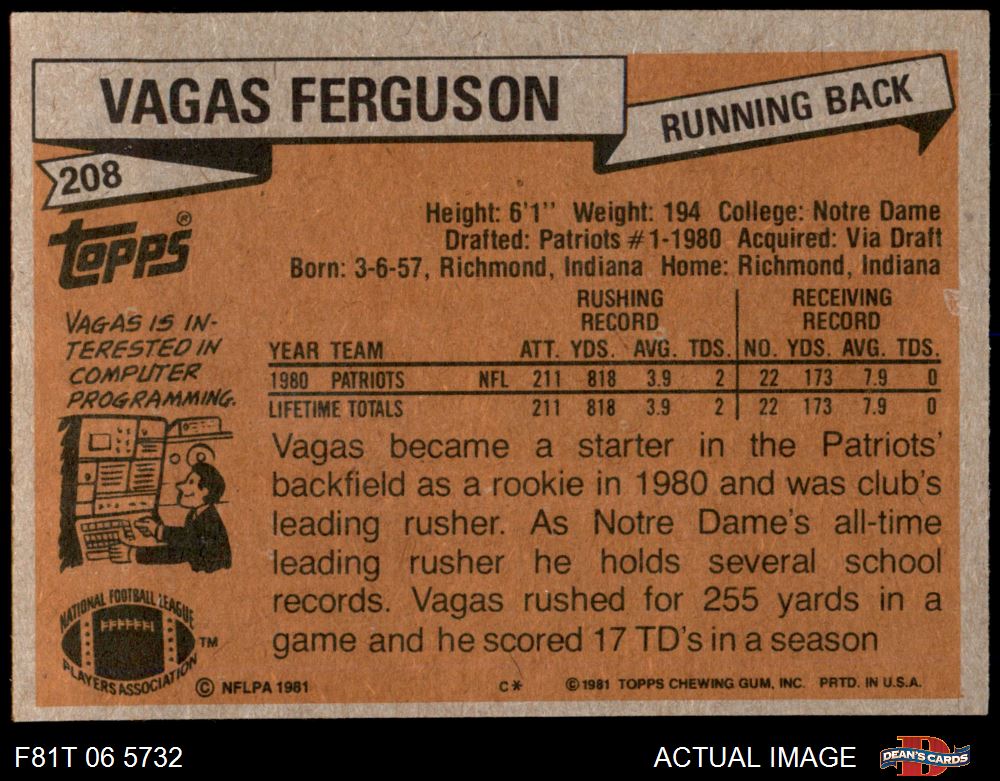 VAGAS FERGUSON
RUNNING BACK
208
TOPPS®
Height: 6'1'' Weight: 194 College: Notre Dame
Drafted: Patriots #1-1980 Acquired: Via Draft
Born: 3-6-57, Richmond, Indiana Home: Richmond, Indiana
VAGAS IS IN-
TERESTED IN
COMPUTER
PROGRAMMING.
RUSHING RECORD RECEIVING RECORD
YEAR TEAM ATT. YDS. AVG. TDS. NO. YDS. AVG. TDS.
1980 PATRIOTS NFL 211 818 3.9 2 22 173 7.9 0
LIFETIME TOTALS 211 818 3.9 2 22 173 7.9 0
Vagas became a starter in the Patriots'
backfield as a rookie in 1980 and was club's
leading rusher. As Notre Dame's all-time
leading rusher he holds several school
records. Vagas rushed for 255 yards in a
game and he scored 17 TD's in a season
NATIONAL FOOTBALL LEAGUE
PLAYERS ASSOCIATION
TM
© NFLPA 1981 C* © 1981 TOPPS CHEWING GUM, INC. PRTD. IN U.S.A.
F81T 06 5732 ACTUAL IMAGE DEAN'S CARDS